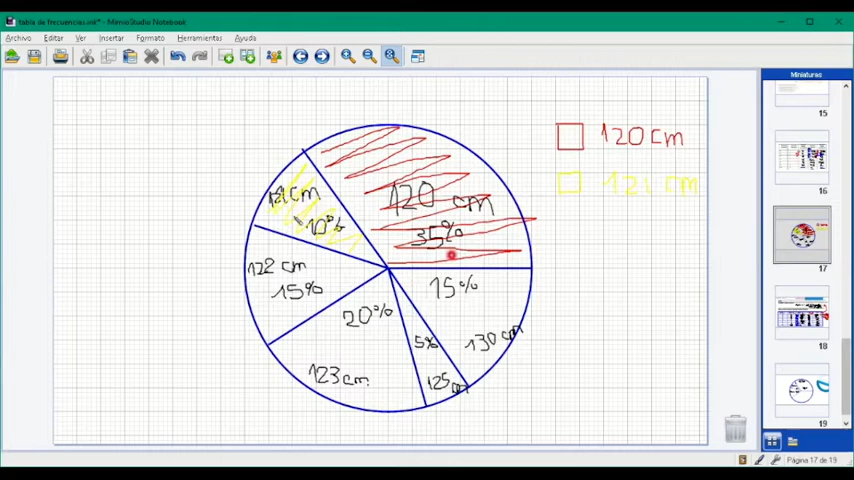 tabla de frecuencias.ink* - MimioStudio Notebook
Archivo Editar Ver Insertar Formato Herramientas Ayuda
Miniaturas
15
16
17
18
19
120 cm
121 cm
120 cm
35%
121 cm
10%
122 cm
15%
20%
123 cm
5%
125 cm
15%
130 cm
Página 17 de 19